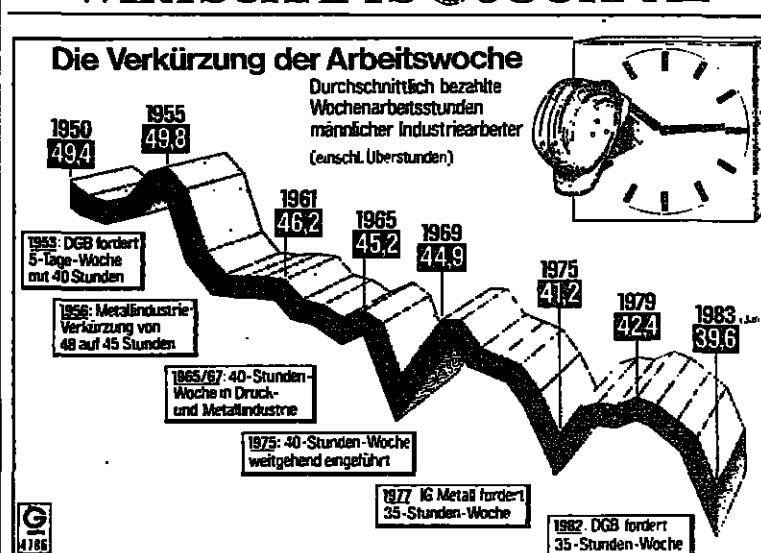 Die Verkürzung der Arbeitswoche
Durchschnittlich bezahlte
Wochenarbeitsstunden
männlicher Industriearbeiter
(einschl. Überstunden)
1950
49,4
1955
49,8
1961
46,2
1965
45,2
1969
44,9
1975
41,2
1979
42,4
1983
39,6
1953: DGB fordert
5-Tage-Woche
mit 40 Stunden
1956: Metallindustrie-
Verkürzung von
48 auf 45 Stunden
1965/67: 40-Stunden-
Woche in Druck-
und Metallindustrie
1975: 40-Stunden-Woche
weitgehend eingeführt
1977 IG Metall fordert
35-Stunden-Woche
1982. DGB fordert
35-Stunden-Woche
G